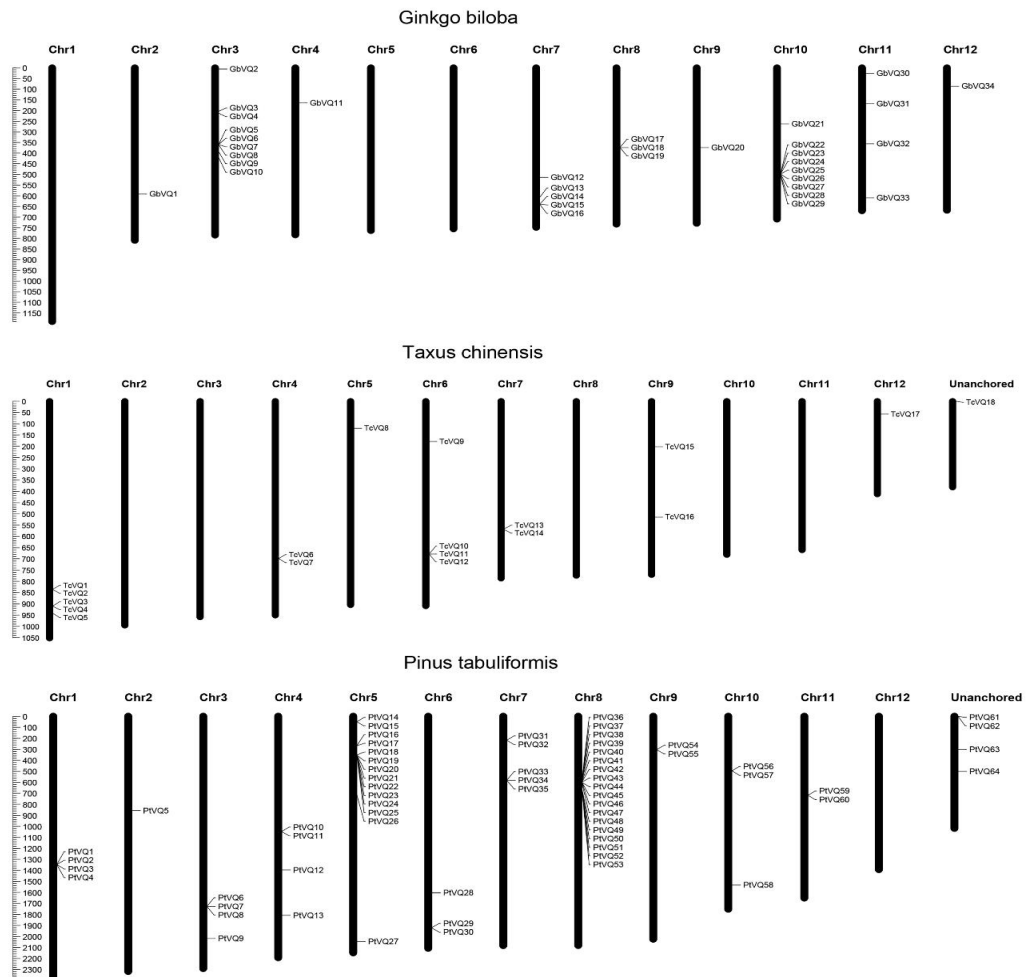 Ginkgo biloba
Chr1 Chr2 Chr3 Chr4 Chr5 Chr6 Chr7 Chr8 Chr9 Chr10 Chr11 Chr12
0
50
100
150
200
250
300
350
400
450
500
550
600
650
700
750
800
850
900
950
1000
1050
1100
1150
GbVQ1
GbVQ2
GbVQ3
GbVQ4
GbVQ5
GbVQ6
GbVQ7
GbVQ8
GbVQ9
GbVQ10
GbVQ11
GbVQ12
GbVQ13
GbVQ14
GbVQ15
GbVQ16
GbVQ17
GbVQ18
GbVQ19
GbVQ20
GbVQ21
GbVQ22
GbVQ23
GbVQ24
GbVQ25
GbVQ26
GbVQ27
GbVQ28
GbVQ29
GbVQ30
GbVQ31
GbVQ32
GbVQ33
GbVQ34
Taxus chinensis
Chr1 Chr2 Chr3 Chr4 Chr5 Chr6 Chr7 Chr8 Chr9 Chr10 Chr11 Chr12 Unanchored
0
50
100
150
200
250
300
350
400
450
500
550
600
650
700
750
800
850
900
950
1000
1050
TcVQ1
TcVQ2
TcVQ3
TcVQ4
TcVQ5
TcVQ6
TcVQ7
TcVQ8
TcVQ9
TcVQ10
TcVQ11
TcVQ12
TcVQ13
TcVQ14
TcVQ15
TcVQ16
TcVQ17
TcVQ18
Pinus tabuliformis
Chr1 Chr2 Chr3 Chr4 Chr5 Chr6 Chr7 Chr8 Chr9 Chr10 Chr11 Chr12 Unanchored
0
100
200
300
400
500
600
700
800
900
1000
1100
1200
1300
1400
1500
1600
1700
1800
1900
2000
2100
2200
2300
PtVQ1
PtVQ2
PtVQ3
PtVQ4
PtVQ5
PtVQ6
PtVQ7
PtVQ8
PtVQ9
PtVQ10
PtVQ11
PtVQ12
PtVQ13
PtVQ14
PtVQ15
PtVQ16
PtVQ17
PtVQ18
PtVQ19
PtVQ20
PtVQ21
PtVQ22
PtVQ23
PtVQ24
PtVQ25
PtVQ26
PtVQ27
PtVQ28
PtVQ29
PtVQ30
PtVQ31
PtVQ32
PtVQ33
PtVQ34
PtVQ35
PtVQ36
PtVQ37
PtVQ38
PtVQ39
PtVQ40
PtVQ41
PtVQ42
PtVQ43
PtVQ44
PtVQ45
PtVQ46
PtVQ47
PtVQ48
PtVQ49
PtVQ50
PtVQ51
PtVQ52
PtVQ53
PtVQ54
PtVQ55
PtVQ56
PtVQ57
PtVQ58
PtVQ59
PtVQ60
PtVQ61
PtVQ62
PtVQ63
PtVQ64